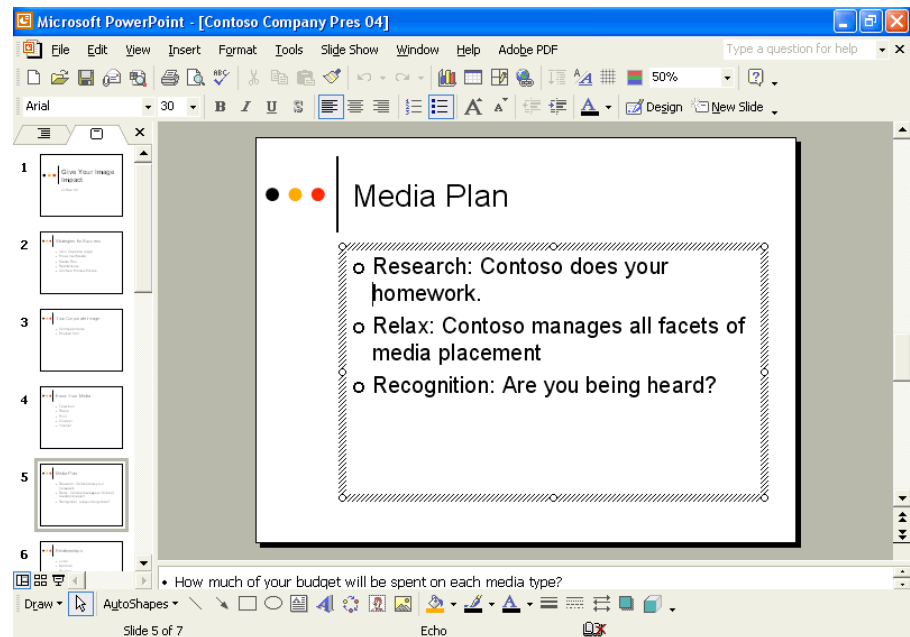 Microsoft PowerPoint - [Contoso Company Pres 04]
File Edit View Insert Format Tools Slide Show Window Help Adobe PDF Type a question for help
50%
Arial 30 B I U S A A A Design New Slide
1 Give Your Image
Impact
2 Strategies for Success
3 Your Corporate Image
4 Know Your Media
5 Media Plan
6 Relationships
Media Plan
Research: Contoso does your
homework.
Relax: Contoso manages all facets of
media placement
Recognition: Are you being heard?
• How much of your budget will be spent on each media type?
Draw AutoShapes
Slide 5 of 7 Echo